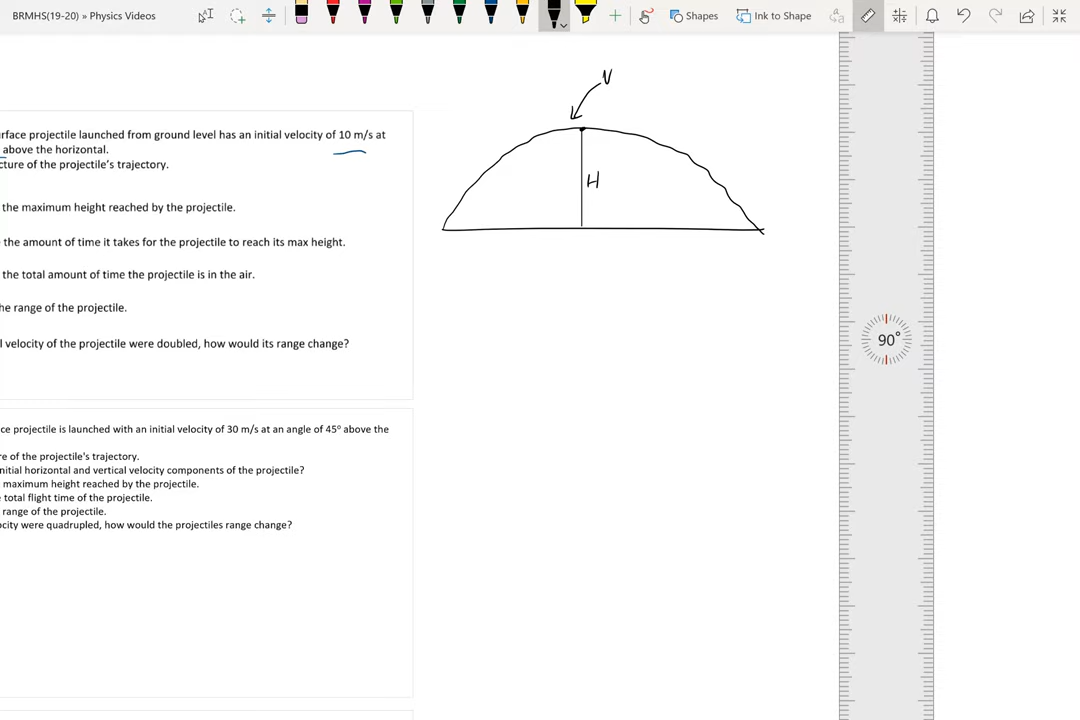 BRMHS(19-20) » Physics Videos
Shapes
Ink to Shape
rface projectile launched from ground level has an initial velocity of 10 m/s at
above the horizontal.
cture of the projectile's trajectory.
the maximum height reached by the projectile.
the amount of time it takes for the projectile to reach its max height.
the total amount of time the projectile is in the air.
he range of the projectile.
l velocity of the projectile were doubled, how would its range change?
ce projectile is launched with an initial velocity of 30 m/s at an angle of 45° above the
re of the projectile's trajectory.
nitial horizontal and vertical velocity components of the projectile?
maximum height reached by the projectile.
total flight time of the projectile.
range of the projectile.
ocity were quadrupled, how would the projectiles range change?
H
90°